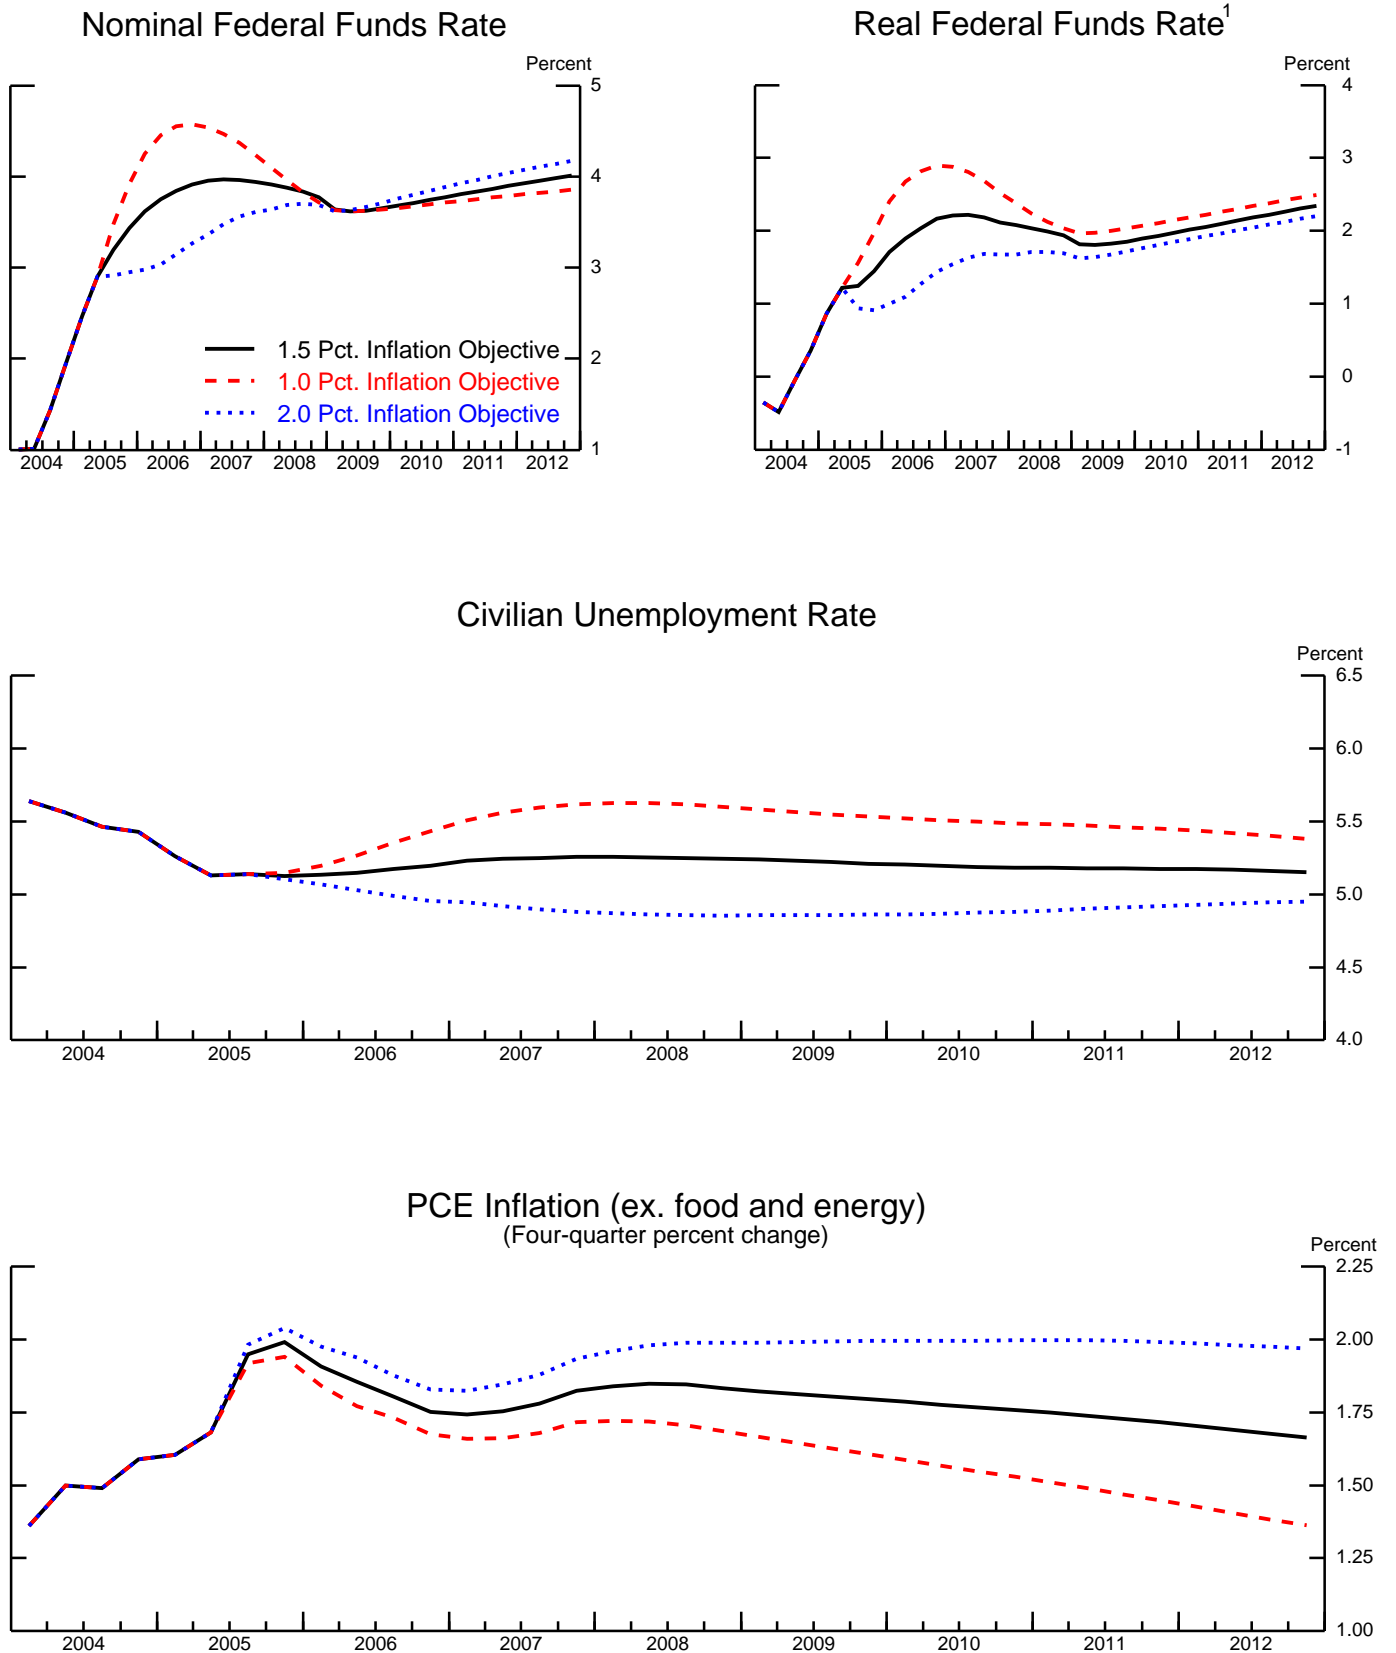 Nominal Federal Funds Rate
Percent
5
4
3
2
1
1.5 Pct. Inflation Objective
1.0 Pct. Inflation Objective
2.0 Pct. Inflation Objective
2004 2005 2006 2007 2008 2009 2010 2011 2012
Real Federal Funds Rate¹
Percent
4
3
2
1
0
-1
2004 2005 2006 2007 2008 2009 2010 2011 2012
Civilian Unemployment Rate
Percent
6.5
6.0
5.5
5.0
4.5
4.0
2004 2005 2006 2007 2008 2009 2010 2011 2012
PCE Inflation (ex. food and energy)
(Four-quarter percent change)
Percent
2.25
2.00
1.75
1.50
1.25
1.00
2004 2005 2006 2007 2008 2009 2010 2011 2012